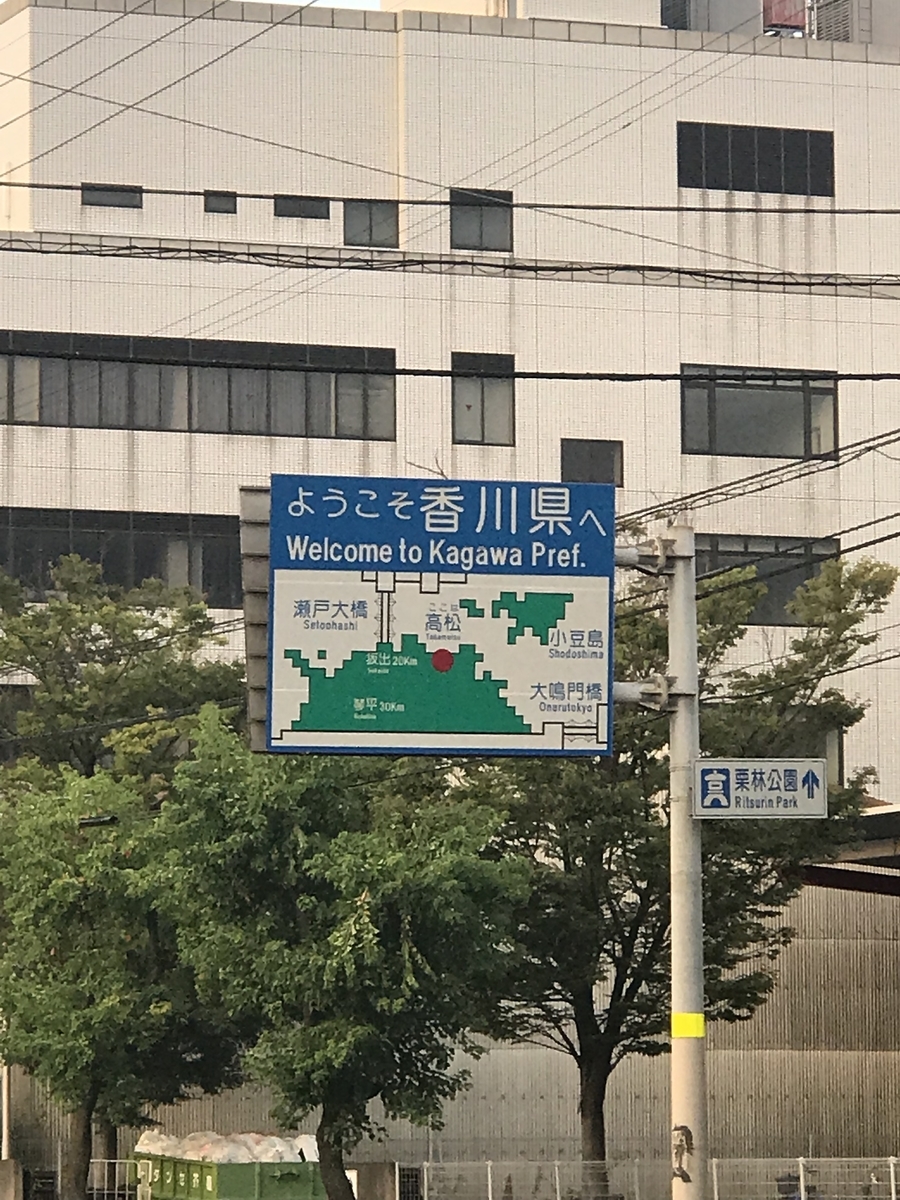 ようこそ香川県へ
Welcome to Kagawa Pref.
瀬戸大橋
Setoohashi
ここは
高松
Takamatsu
小豆島
Shodoshima
坂出 20Km
Sakaide
大鳴門橋
Onarutokyo
琴平 30Km
Kotohira
栗林公園
Ritsurin Park